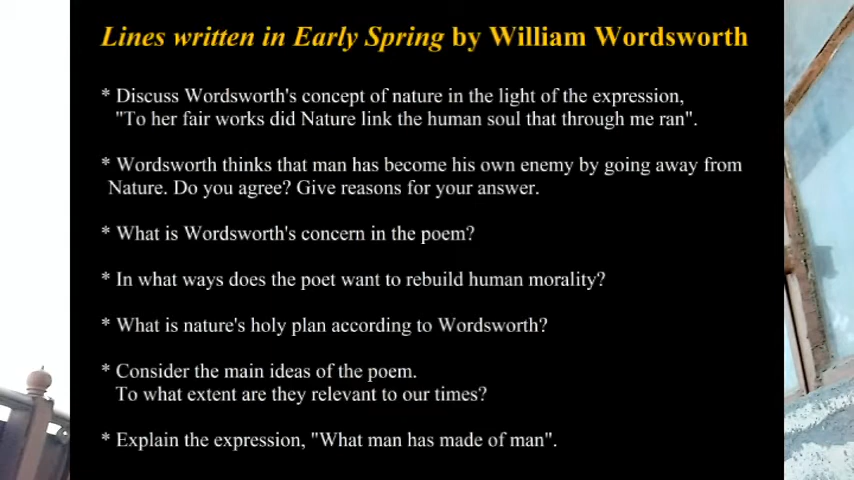 Lines written in Early Spring by William Wordsworth
* Discuss Wordsworth's concept of nature in the light of the expression,
"To her fair works did Nature link the human soul that through me ran".
* Wordsworth thinks that man has become his own enemy by going away from
Nature. Do you agree? Give reasons for your answer.
* What is Wordsworth's concern in the poem?
* In what ways does the poet want to rebuild human morality?
* What is nature's holy plan according to Wordsworth?
* Consider the main ideas of the poem.
To what extent are they relevant to our times?
* Explain the expression, "What man has made of man".